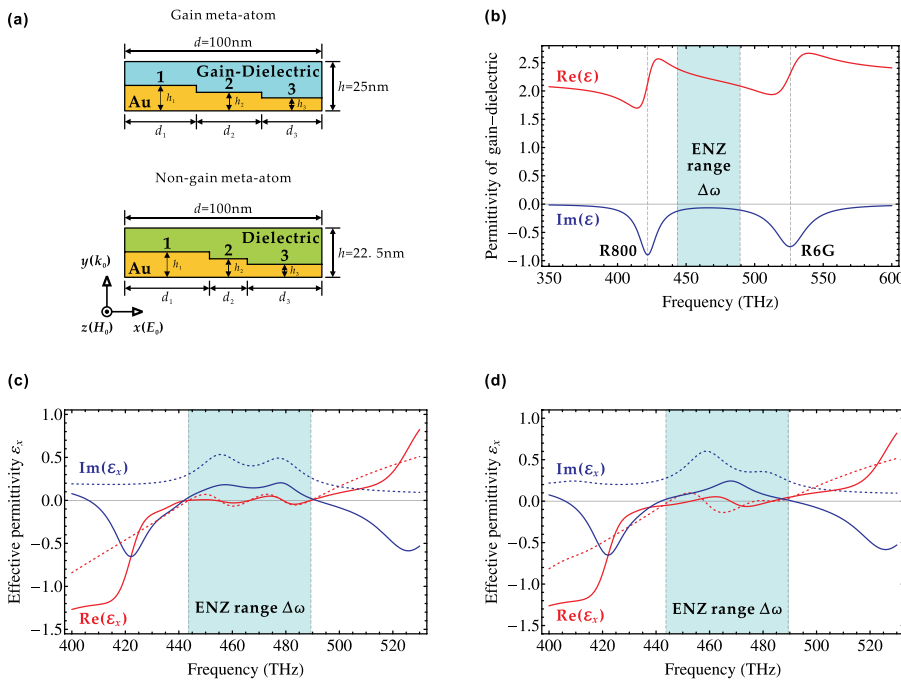 (a)
Gain meta-atom
d=100nm
1
Gain-Dielectric
2
3
Au
h₁
h₂
h₃
h=25nm
d₁
d₂
d₃
Non-gain meta-atom
d=100nm
1
Dielectric
2
3
Au
h₁
h₂
h₃
h=22. 5nm
d₁
d₂
d₃
y(k₀)
z(H₀)
x(E₀)
(b)
Permittivity of gain-dielectric
2.5
2.0
1.5
1.0
0.5
0.0
-0.5
-1.0
Re(ε)
Im(ε)
ENZ
range
Δω
R800
R6G
350
400
450
500
550
600
Frequency (THz)
(c)
Effective permittivity εₓ
1.0
0.5
0.0
-0.5
-1.0
-1.5
Im(εₓ)
Re(εₓ)
ENZ range Δω
400
420
440
460
480
500
520
Frequency (THz)
(d)
Effective permittivity εₓ
1.0
0.5
0.0
-0.5
-1.0
-1.5
Im(εₓ)
Re(εₓ)
ENZ range Δω
400
420
440
460
480
500
520
Frequency (THz)